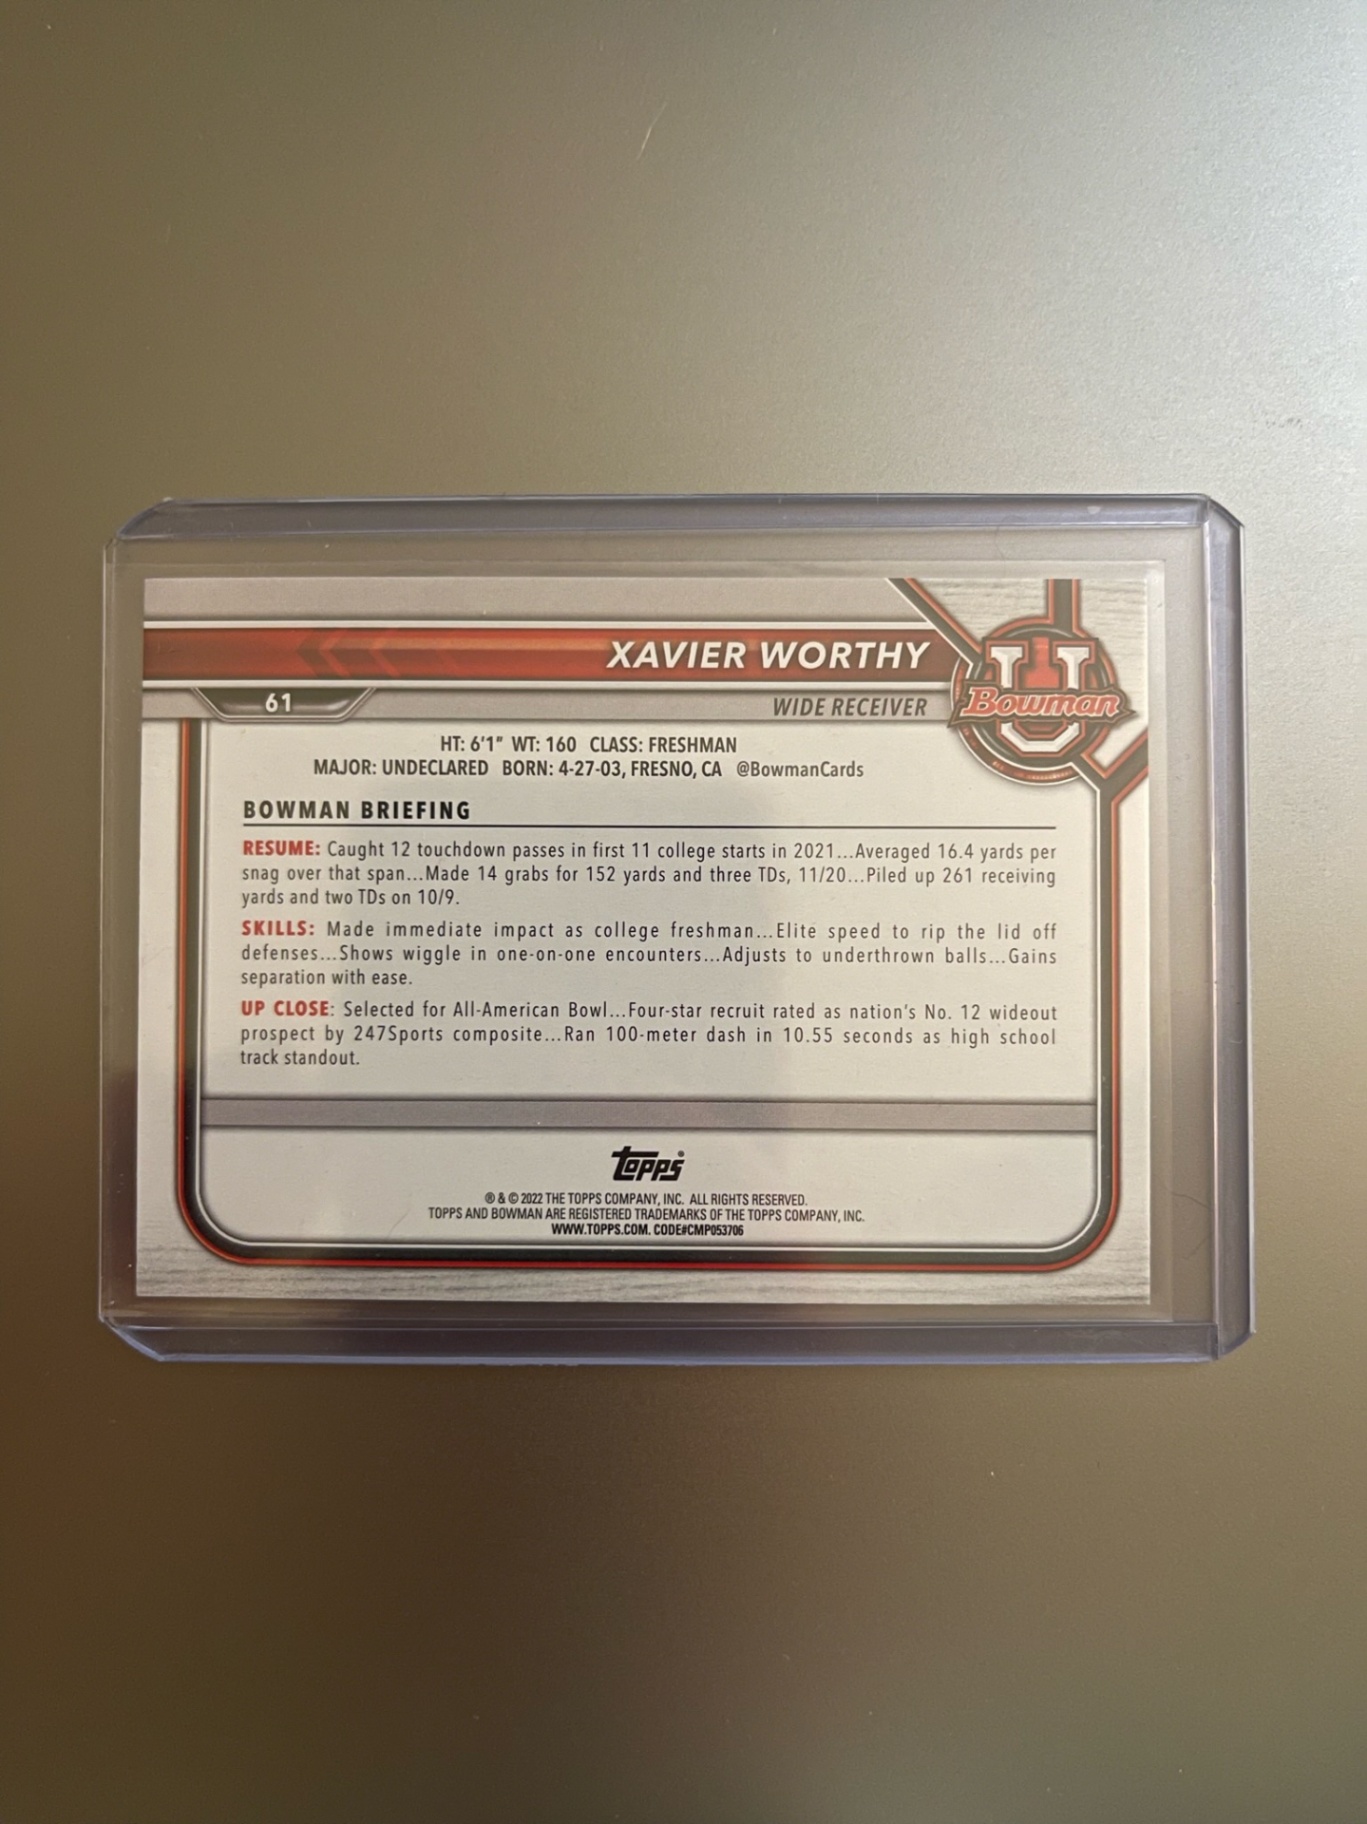 XAVIER WORTHY
61
WIDE RECEIVER
U
Bowman
HT: 6'1" WT: 160 CLASS: FRESHMAN
MAJOR: UNDECLARED BORN: 4-27-03, FRESNO, CA @BowmanCards
BOWMAN BRIEFING
RESUME: Caught 12 touchdown passes in first 11 college starts in 2021...Averaged 16.4 yards per
snag over that span...Made 14 grabs for 152 yards and three TDs, 11/20...Piled up 261 receiving
yards and two TDs on 10/9.
SKILLS: Made immediate impact as college freshman...Elite speed to rip the lid off
defenses...Shows wiggle in one-on-one encounters...Adjusts to underthrown balls...Gains
separation with ease.
UP CLOSE: Selected for All-American Bowl...Four-star recruit rated as nation's No. 12 wideout
prospect by 247Sports composite...Ran 100-meter dash in 10.55 seconds as high school
track standout.
Topps®
® & © 2022 THE TOPPS COMPANY, INC. ALL RIGHTS RESERVED.
TOPPS AND BOWMAN ARE REGISTERED TRADEMARKS OF THE TOPPS COMPANY, INC.
WWW.TOPPS.COM. CODE#CMP053706